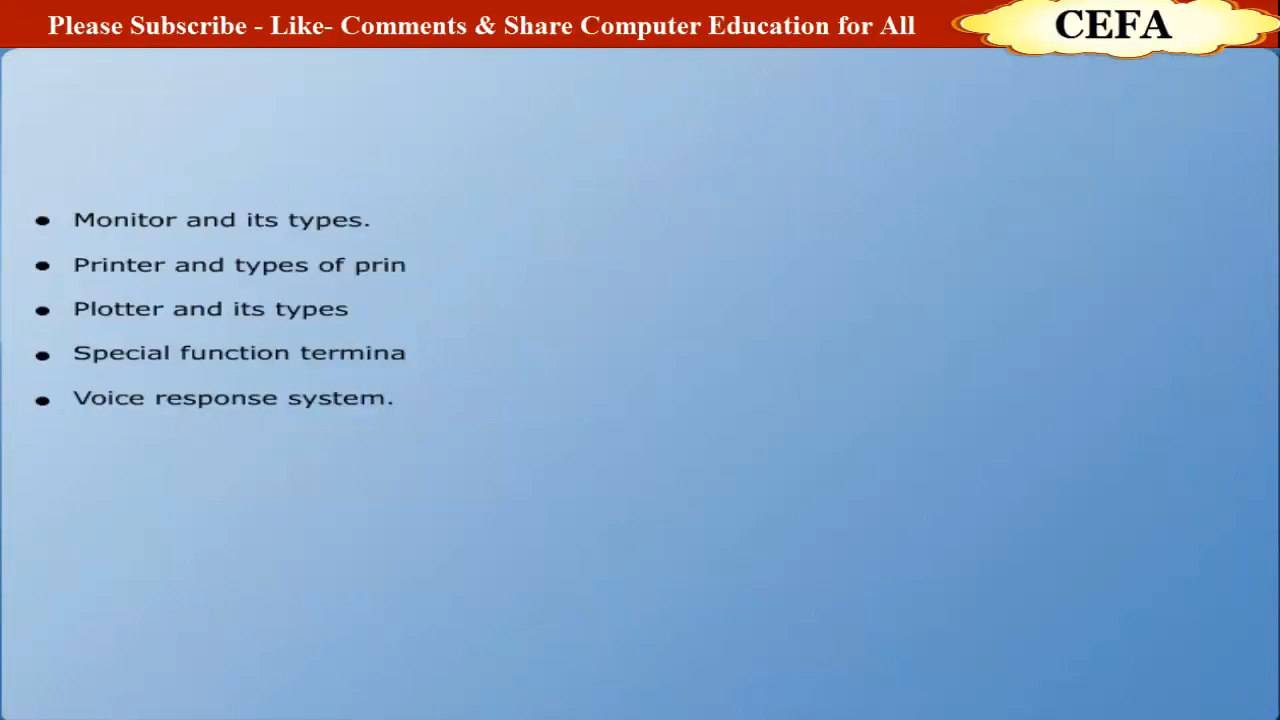 Please Subscribe - Like- Comments & Share Computer Education for All
CEFA
Monitor and its types.
Printer and types of prin
Plotter and its types
Special function termina
Voice response system.